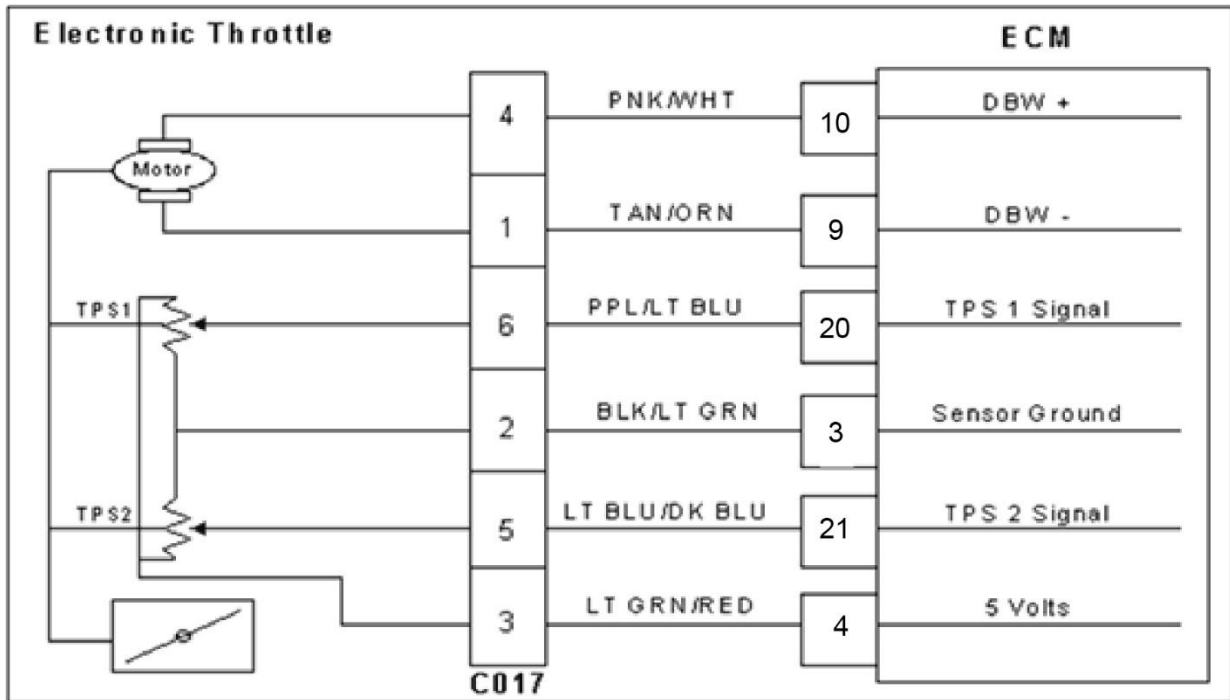 Electronic Throttle
ECM
4 PNK/WHT 10 DBW +
Motor
1 TAN/ORN 9 DBW -
TPS1 6 PPL/LT BLU 20 TPS 1 Signal
2 BLK/LT GRN 3 Sensor Ground
TPS2 5 LT BLU/DK BLU 21 TPS 2 Signal
3 LT GRN/RED 4 5 Volts
C017